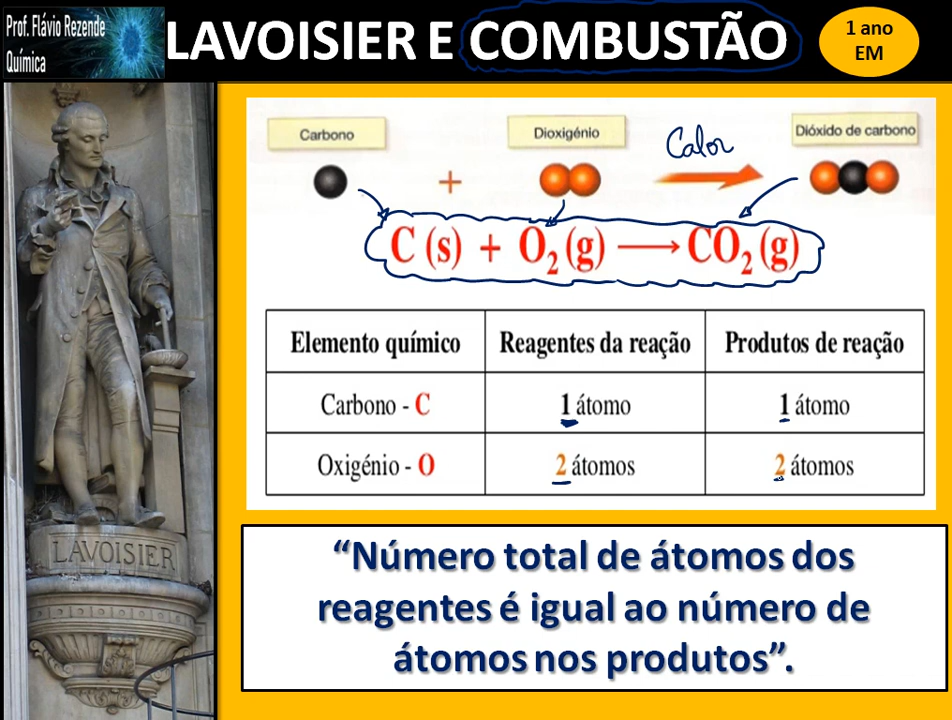 Prof. Flávio Rezende
Química
LAVOISIER E COMBUSTÃO
1 ano
EM
Carbono
Dioxigénio
Calor
Dióxido de carbono
+
C (s) + O₂ (g) ⟶ CO₂ (g)
Elemento químico Reagentes da reação Produtos de reação
Carbono - C 1 átomo 1 átomo
Oxigénio - O 2 átomos 2 átomos
LAVOISIER
“Número total de átomos dos
reagentes é igual ao número de
átomos nos produtos”.